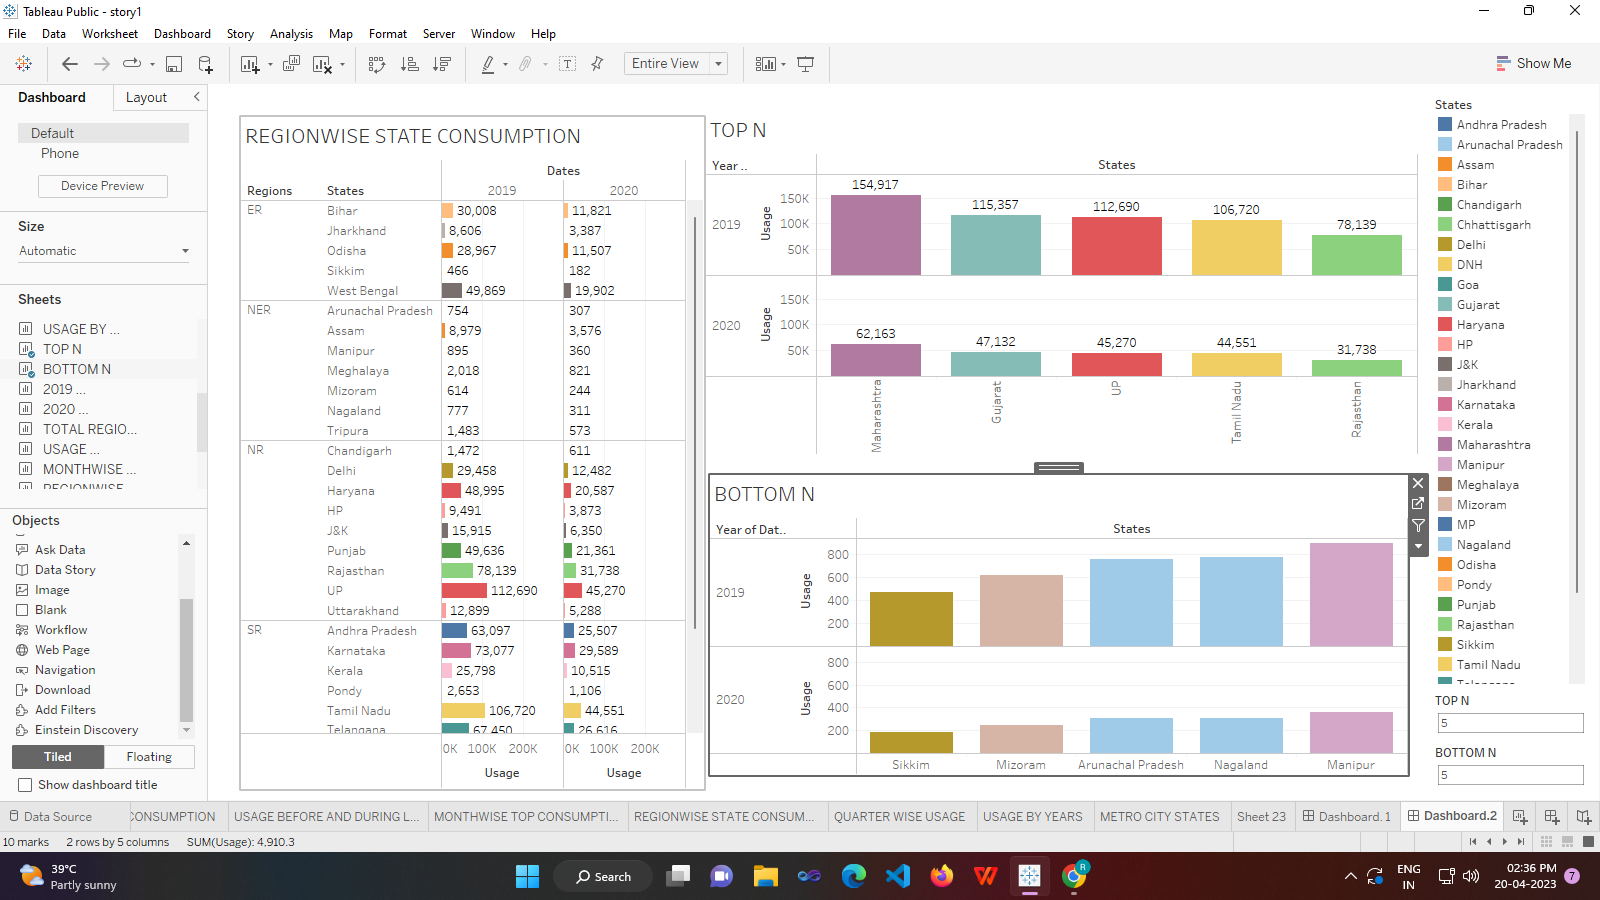 Tableau Public - story1
File Data Worksheet Dashboard Story Analysis Map Format Server Window Help
Entire View
Show Me
Dashboard Layout
Default
Phone
Device Preview
Size
Automatic
Sheets
USAGE BY ...
TOP N
BOTTOM N
2019 ...
2020 ...
TOTAL REGIO...
USAGE ...
MONTHWISE ...
REGIONWISE
Objects
Ask Data
Data Story
Image
Blank
Workflow
Web Page
Navigation
Download
Add Filters
Einstein Discovery
Tiled Floating
Show dashboard title
REGIONWISE STATE CONSUMPTION
Dates
Regions States 2019 2020
ER Bihar 30,008 11,821
Jharkhand 8,606 3,387
Odisha 28,967 11,507
Sikkim 466 182
West Bengal 49,869 19,902
NER Arunachal Pradesh 754 307
Assam 8,979 3,576
Manipur 895 360
Meghalaya 2,018 821
Mizoram 614 244
Nagaland 777 311
Tripura 1,483 573
NR Chandigarh 1,472 611
Delhi 29,458 12,482
Haryana 48,995 20,587
HP 9,491 3,873
J&K 15,915 6,350
Punjab 49,636 21,361
Rajasthan 78,139 31,738
UP 112,690 45,270
Uttarakhand 12,899 5,288
SR Andhra Pradesh 63,097 25,507
Karnataka 73,077 29,589
Kerala 25,798 10,515
Pondy 2,653 1,106
Tamil Nadu 106,720 44,551
Telangana 67,450 26,616
0K 100K 200K 0K 100K 200K
Usage Usage
TOP N
Year .. States
2019 Usage 150K 100K 50K
154,917 115,357 112,690 106,720 78,139
2020 Usage 150K 100K 50K
62,163 47,132 45,270 44,551 31,738
Maharashtra Gujarat UP Tamil Nadu Rajasthan
BOTTOM N
Year of Dat.. States
2019 Usage 800 600 400 200
2020 Usage 800 600 400 200
Sikkim Mizoram Arunachal Pradesh Nagaland Manipur
States
Andhra Pradesh
Arunachal Pradesh
Assam
Bihar
Chandigarh
Chhattisgarh
Delhi
DNH
Goa
Gujarat
Haryana
HP
J&K
Jharkhand
Karnataka
Kerala
Maharashtra
Manipur
Meghalaya
Mizoram
MP
Nagaland
Odisha
Pondy
Punjab
Rajasthan
Sikkim
Tamil Nadu
Telangana
TOP N
5
BOTTOM N
5
Data Source CONSUMPTION USAGE BEFORE AND DURING L... MONTHWISE TOP CONSUMPTI... REGIONWISE STATE CONSUM... QUARTER WISE USAGE USAGE BY YEARS METRO CITY STATES Sheet 23 Dashboard. 1 Dashboard.2
10 marks 2 rows by 5 columns SUM(Usage): 4,910.3
39°C
Partly sunny
Search
R
ENG
IN
02:36 PM
20-04-2023
7